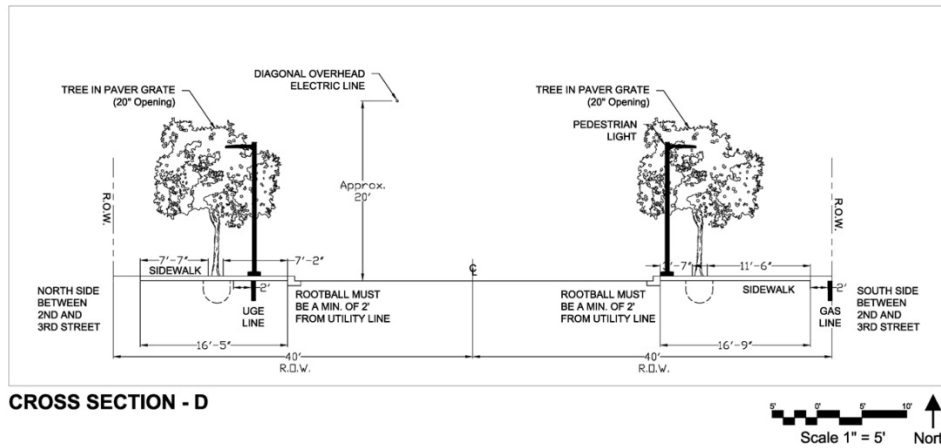 DIAGONAL OVERHEAD
ELECTRIC LINE
TREE IN PAVER GRATE
(20" Opening)
TREE IN PAVER GRATE
(20" Opening)
PEDESTRIAN
LIGHT
Approx.
20'
R.O.W.
R.O.W.
7'-7"
7'-2"
SIDEWALK
2'
℄
11'-6"
SIDEWALK
2'
NORTH SIDE
BETWEEN
2ND AND
3RD STREET
UGE
LINE
ROOTBALL MUST
BE A MIN. OF 2'
FROM UTILITY LINE
ROOTBALL MUST
BE A MIN. OF 2'
FROM UTILITY LINE
GAS
LINE
SOUTH SIDE
BETWEEN
2ND AND
3RD STREET
16'-5"
16'-9"
40'
R.O.W.
40'
R.O.W.
CROSS SECTION - D
5' 0' 5' 10'
Scale 1" = 5'